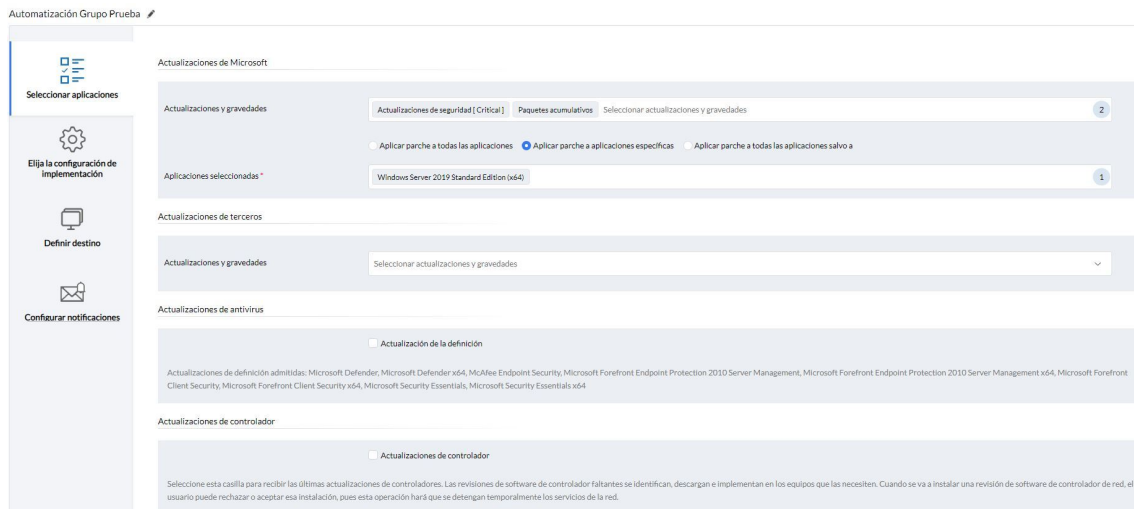 Automatización Grupo Prueba
Seleccionar aplicaciones
Elija la configuración de
implementación
Definir destino
Configurar notificaciones
Actualizaciones de Microsoft
Actualizaciones y gravedades
Actualizaciones de seguridad [ Critical ] Paquetes acumulativos Seleccionar actualizaciones y gravedades 2
Aplicar parche a todas las aplicaciones Aplicar parche a aplicaciones específicas Aplicar parche a todas las aplicaciones salvo a
Aplicaciones seleccionadas *
Windows Server 2019 Standard Edition (x64) 1
Actualizaciones de terceros
Actualizaciones y gravedades
Seleccionar actualizaciones y gravedades
Actualizaciones de antivirus
Actualización de la definición
Actualizaciones de definición admitidas: Microsoft Defender, Microsoft Defender x64, McAfee Endpoint Security, Microsoft Forefront Endpoint Protection 2010 Server Management, Microsoft Forefront Endpoint Protection 2010 Server Management x64, Microsoft Forefront
Client Security, Microsoft Forefront Client Security x64, Microsoft Security Essentials, Microsoft Security Essentials x64
Actualizaciones de controlador
Actualizaciones de controlador
Seleccione esta casilla para recibir las últimas actualizaciones de controladores. Las revisiones de software de controlador faltantes se identifican, descargan e implementan en los equipos que las necesiten. Cuando se va a instalar una revisión de software de controlador de red, el
usuario puede rechazar o aceptar esa instalación, pues esta operación hará que se detengan temporalmente los servicios de la red.